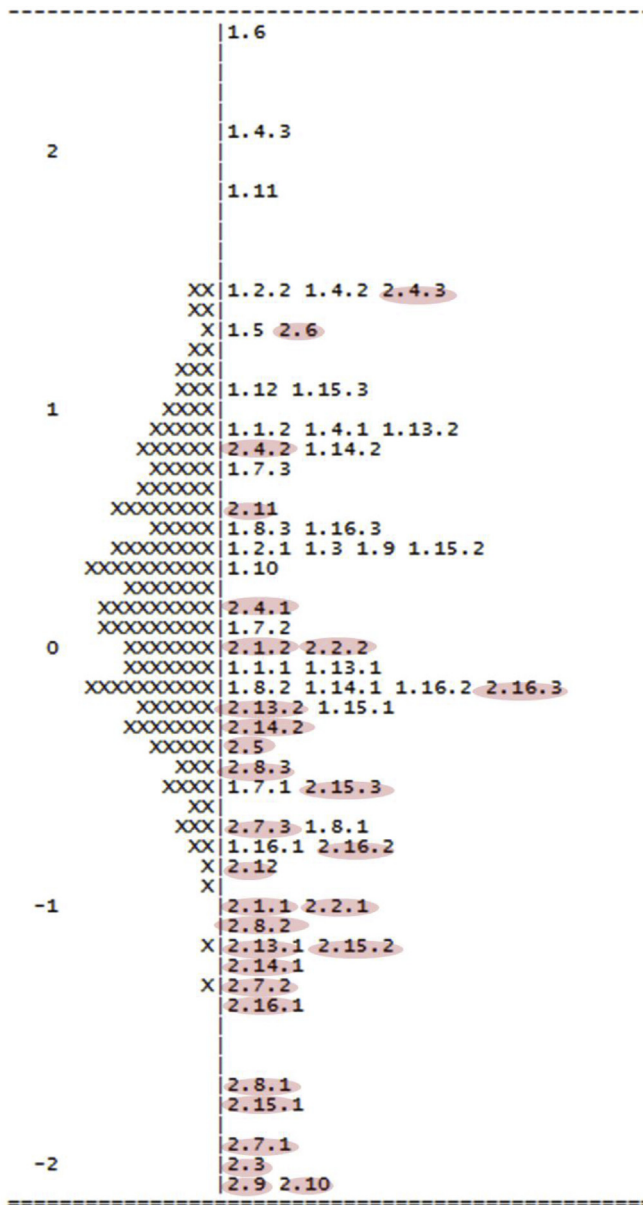 1.6
1.4.3
2
1.11
XX|1.2.2 1.4.2 2.4.3
XX|
X|1.5 2.6
XX|
XXX|
XXX|1.12 1.15.3
1 XXXX|
XXXXX|1.1.2 1.4.1 1.13.2
XXXXXX|2.4.2 1.14.2
XXXXX|1.7.3
XXXXXX|
XXXXXXXX|2.11
XXXXX|1.8.3 1.16.3
XXXXXXXX|1.2.1 1.3 1.9 1.15.2
XXXXXXXXXX|1.10
XXXXXXX|
XXXXXXXXX|2.4.1
XXXXXXXXX|1.7.2
0 XXXXXXX|2.1.2 2.2.2
XXXXXXX|1.1.1 1.13.1
XXXXXXXXXX|1.8.2 1.14.1 1.16.2 2.16.3
XXXXXX|2.13.2 1.15.1
XXXXXXX|2.14.2
XXXXX|2.5
XXX|2.8.3
XXXX|1.7.1 2.15.3
XX|
XXX|2.7.3 1.8.1
XX|1.16.1 2.16.2
X|2.12
X|
-1 |2.1.1 2.2.1
|2.8.2
X|2.13.1 2.15.2
|2.14.1
X|2.7.2
|2.16.1
|2.8.1
|2.15.1
|2.7.1
-2 |2.3
|2.9 2.10